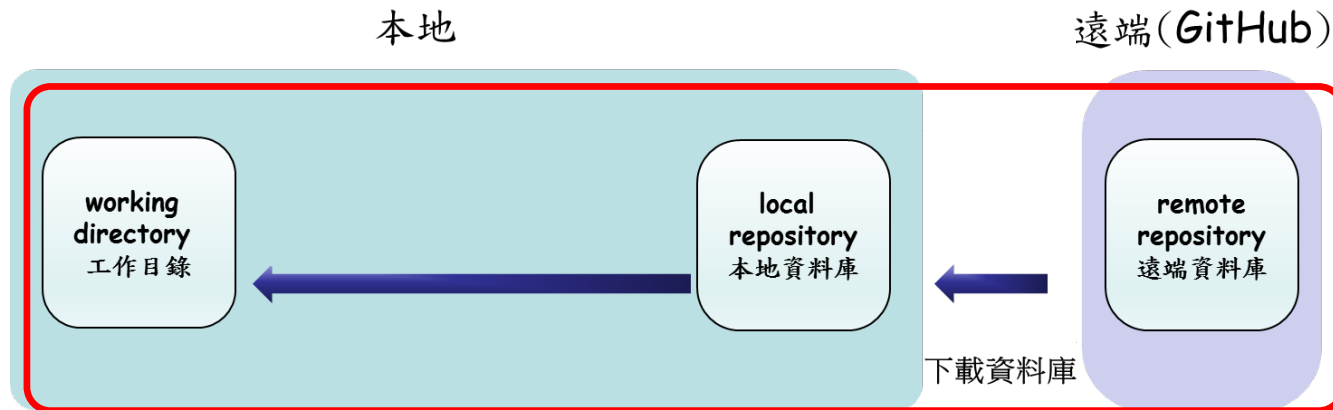 本地
遠端(GitHub)
working
directory
工作目錄
local
repository
本地資料庫
remote
repository
遠端資料庫
下載資料庫